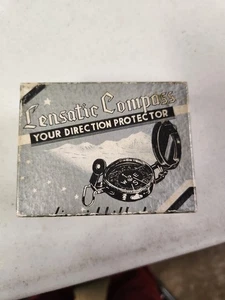 Lensatic Compass
YOUR DIRECTION PROTECTOR